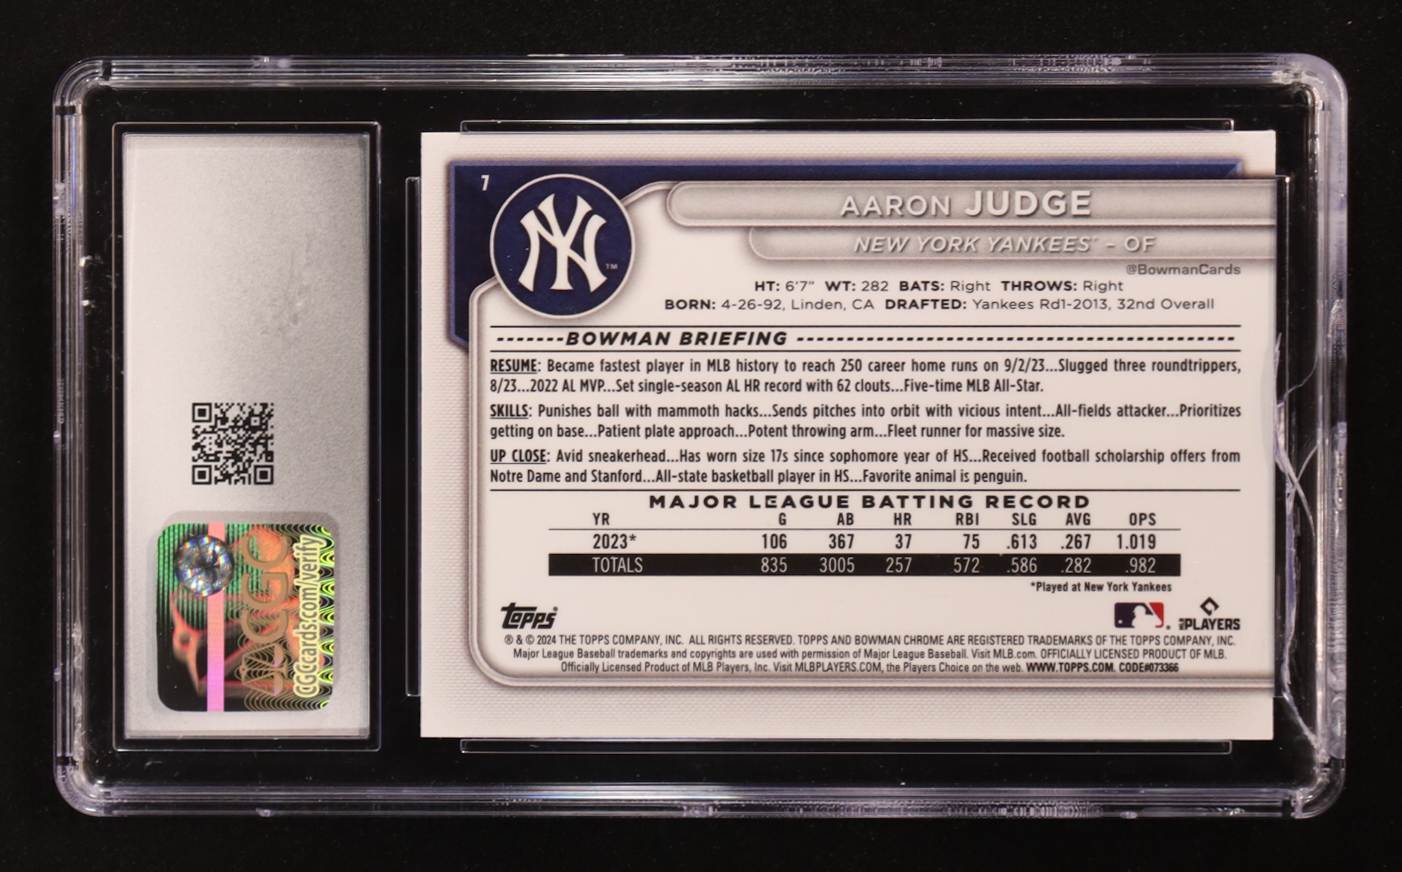 7
NY
™
AARON JUDGE
NEW YORK YANKEES™ – OF
@BowmanCards
HT: 6'7" WT: 282 BATS: Right THROWS: Right
BORN: 4-26-92, Linden, CA DRAFTED: Yankees Rd1-2013, 32nd Overall
BOWMAN BRIEFING
RESUME: Became fastest player in MLB history to reach 250 career home runs on 9/2/23...Slugged three roundtrippers,
8/23...2022 AL MVP...Set single-season AL HR record with 62 clouts...Five-time MLB All-Star.
SKILLS: Punishes ball with mammoth hacks...Sends pitches into orbit with vicious intent...All-fields attacker...Prioritizes
getting on base...Patient plate approach...Potent throwing arm...Fleet runner for massive size.
UP CLOSE: Avid sneakerhead...Has worn size 17s since sophomore year of HS...Received football scholarship offers from
Notre Dame and Stanford...All-state basketball player in HS...Favorite animal is penguin.
MAJOR LEAGUE BATTING RECORD
YR G AB HR RBI SLG AVG OPS
2023* 106 367 37 75 .613 .267 1.019
TOTALS 835 3005 257 572 .586 .282 .982
*Played at New York Yankees
Topps®
PLAYERS
® & © 2024 THE TOPPS COMPANY, INC. ALL RIGHTS RESERVED. TOPPS AND BOWMAN CHROME ARE REGISTERED TRADEMARKS OF THE TOPPS COMPANY, INC.
Major League Baseball trademarks and copyrights are used with permission of Major League Baseball. Visit MLB.com. OFFICIALLY LICENSED PRODUCT OF MLB.
Officially Licensed Product of MLB Players, Inc. Visit MLBPLAYERS.COM, the Players Choice on the web. WWW.TOPPS.COM. CODE#073366
CGCcards.com/verify